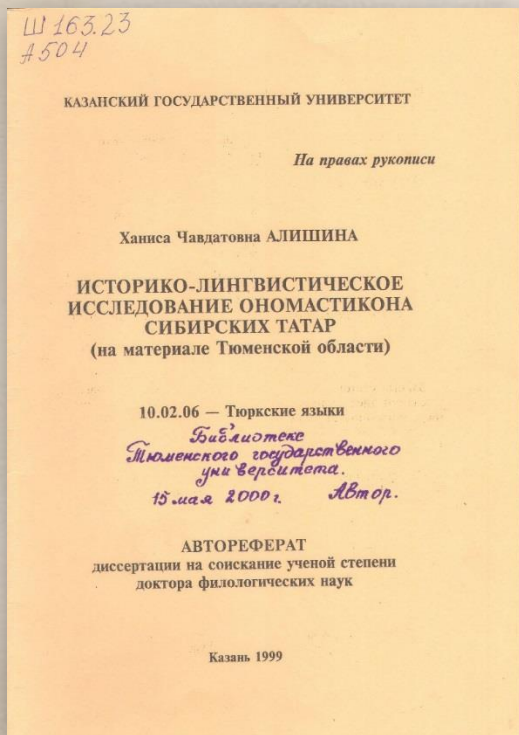 Ш 163.23
А 504
КАЗАНСКИЙ ГОСУДАРСТВЕННЫЙ УНИВЕРСИТЕТ
На правах рукописи
Ханиса Чавдатовна АЛИШИНА
ИСТОРИКО-ЛИНГВИСТИЧЕСКОЕ
ИССЛЕДОВАНИЕ ОНОМАСТИКОНА
СИБИРСКИХ ТАТАР
(на материале Тюменской области)
10.02.06 — Тюркские языки
Библиотеке
Тюменского государственного
университета.
15 мая 2000 г. Автор.
АВТОРЕФЕРАТ
диссертации на соискание ученой степени
доктора филологических наук
Казань 1999